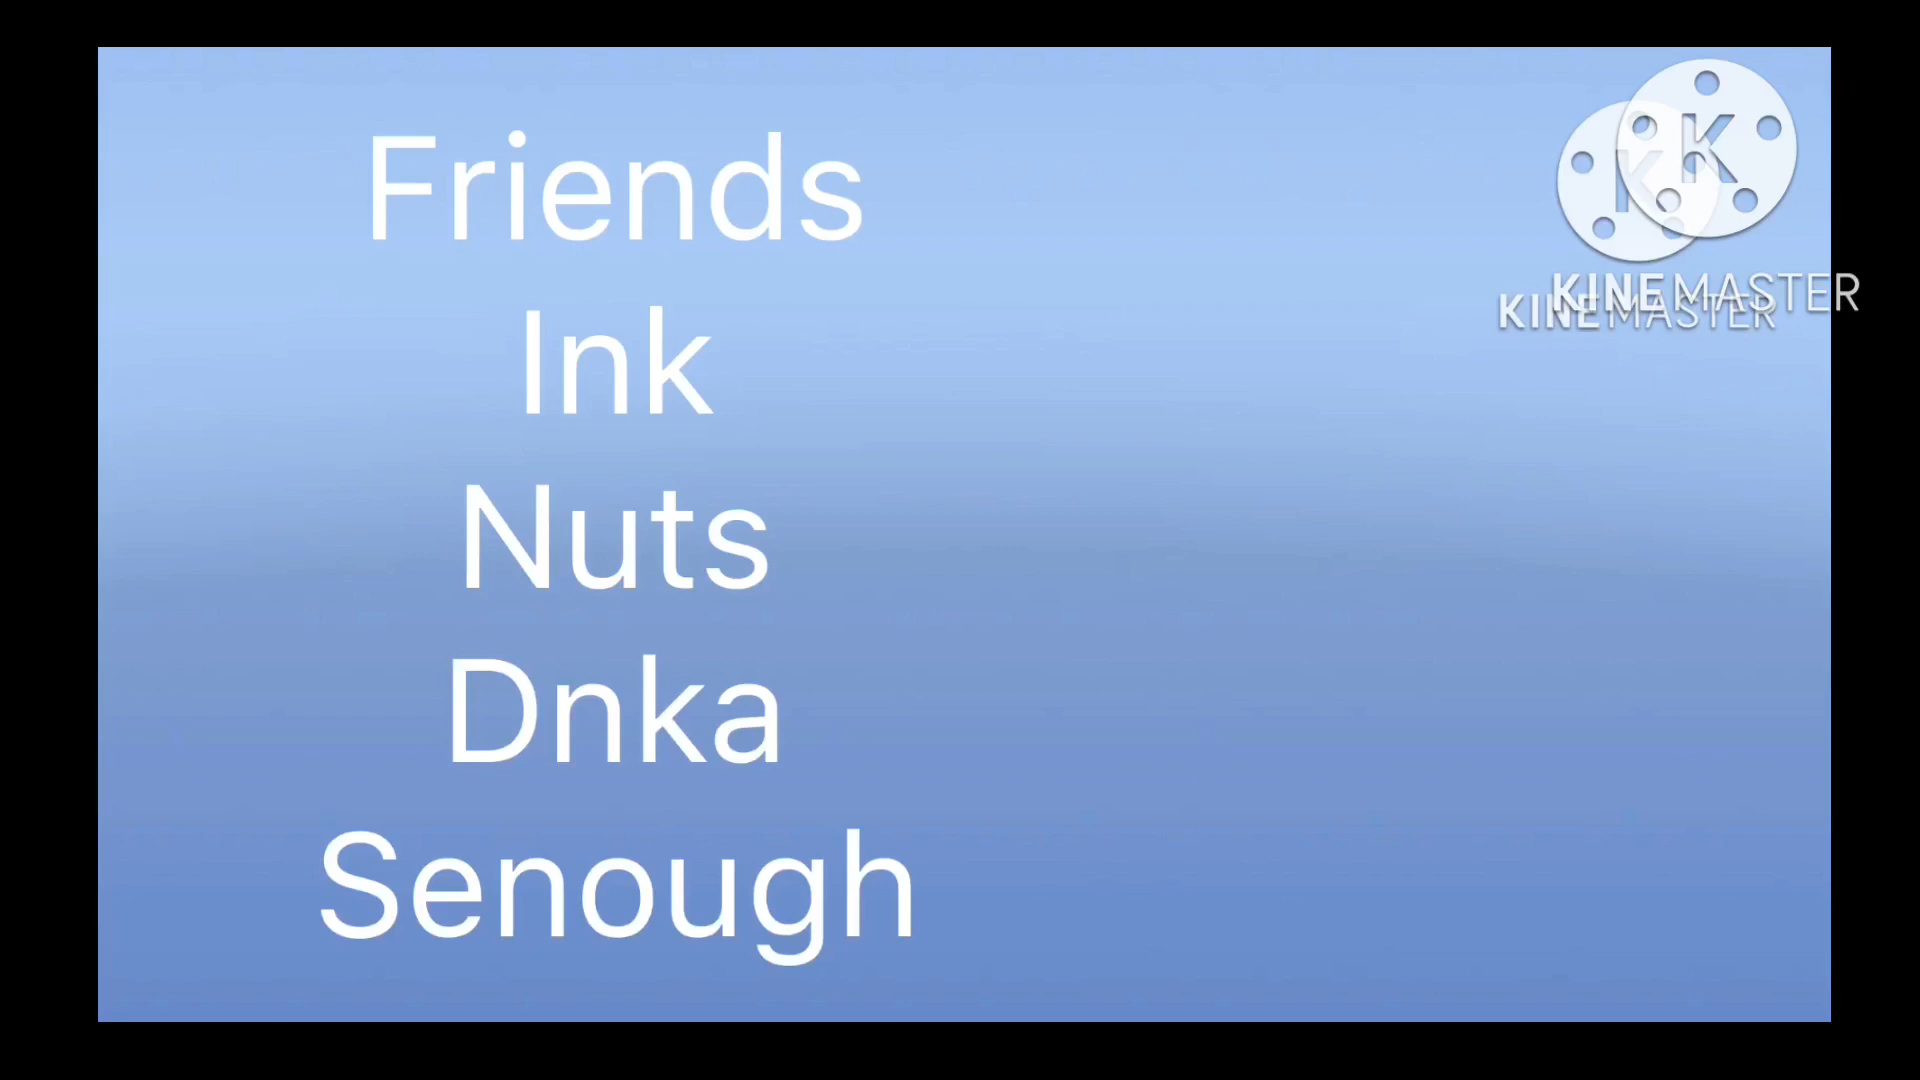 Friends
Ink
Nuts
Dnka
Senough
KINEMASTER
KINEMASTER